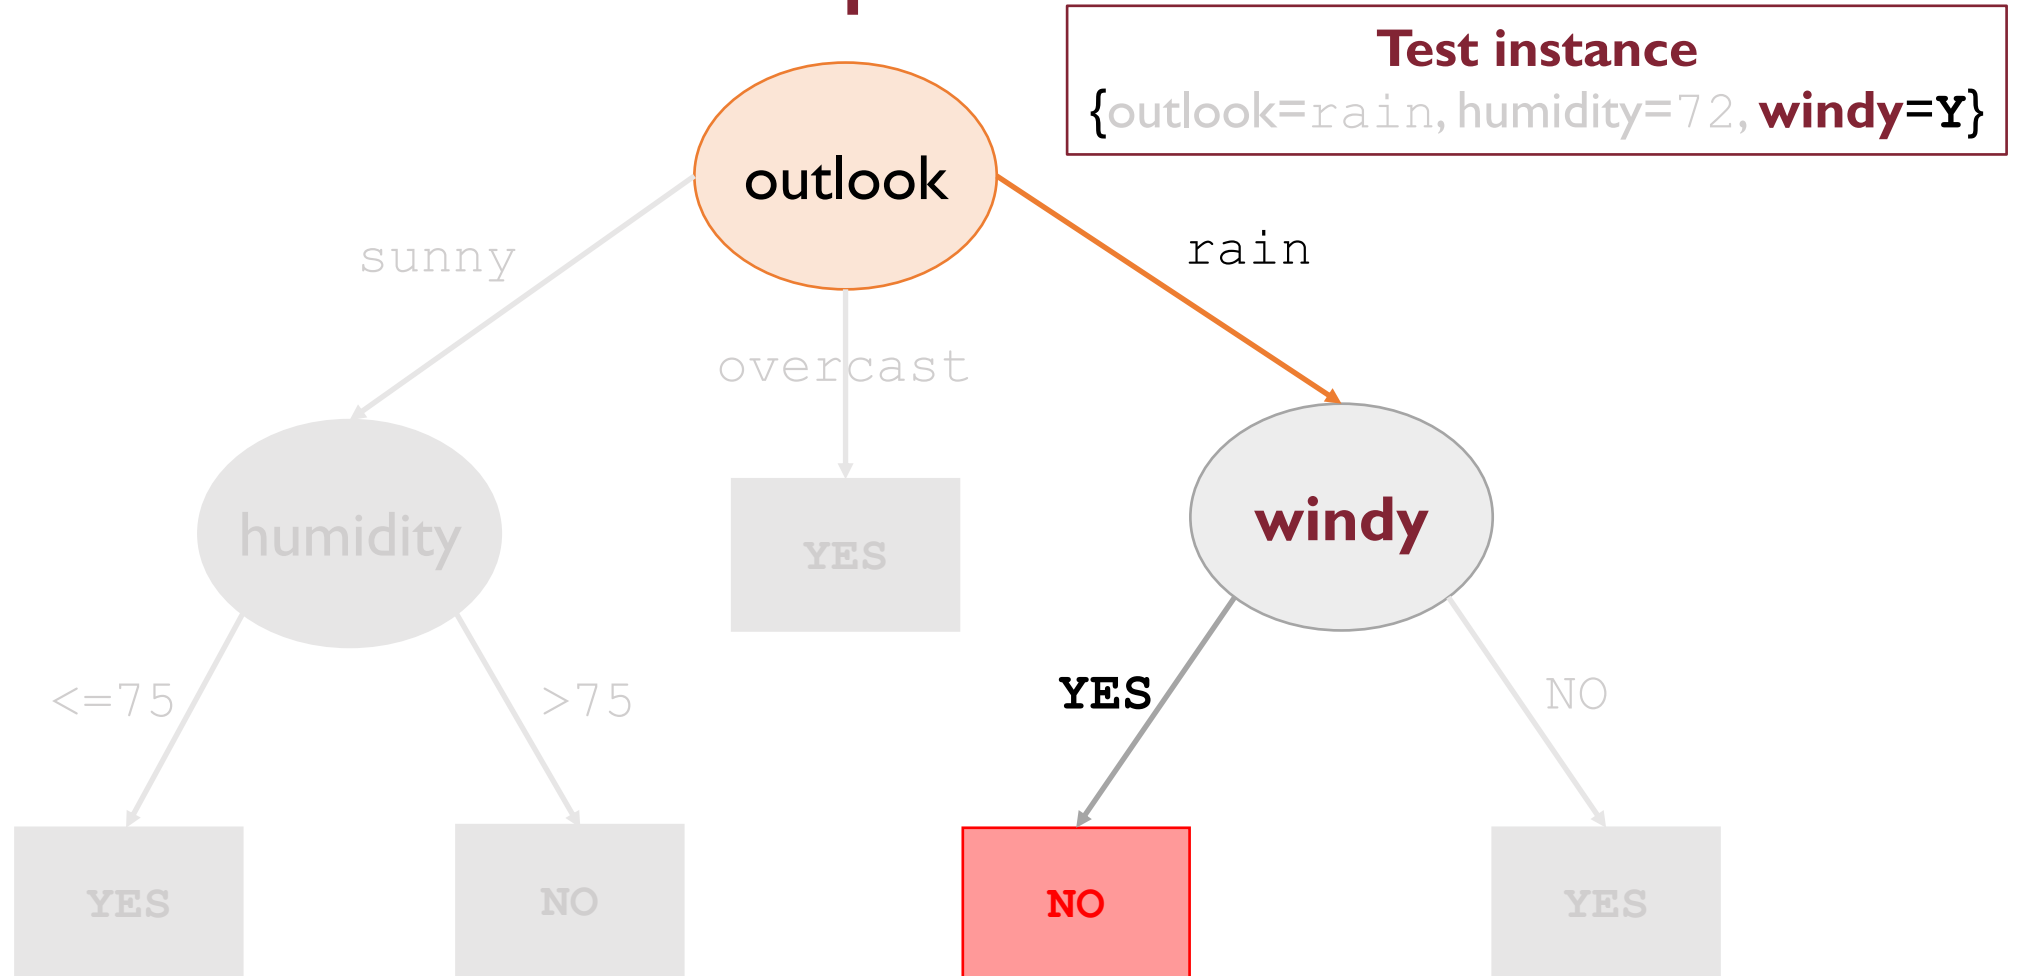 Test instance
{outlook=rain, humidity=72, windy=Y}
outlook
sunny
rain
overcast
humidity
YES
windy
<=75
>75
YES
NO
YES
NO
NO
YES